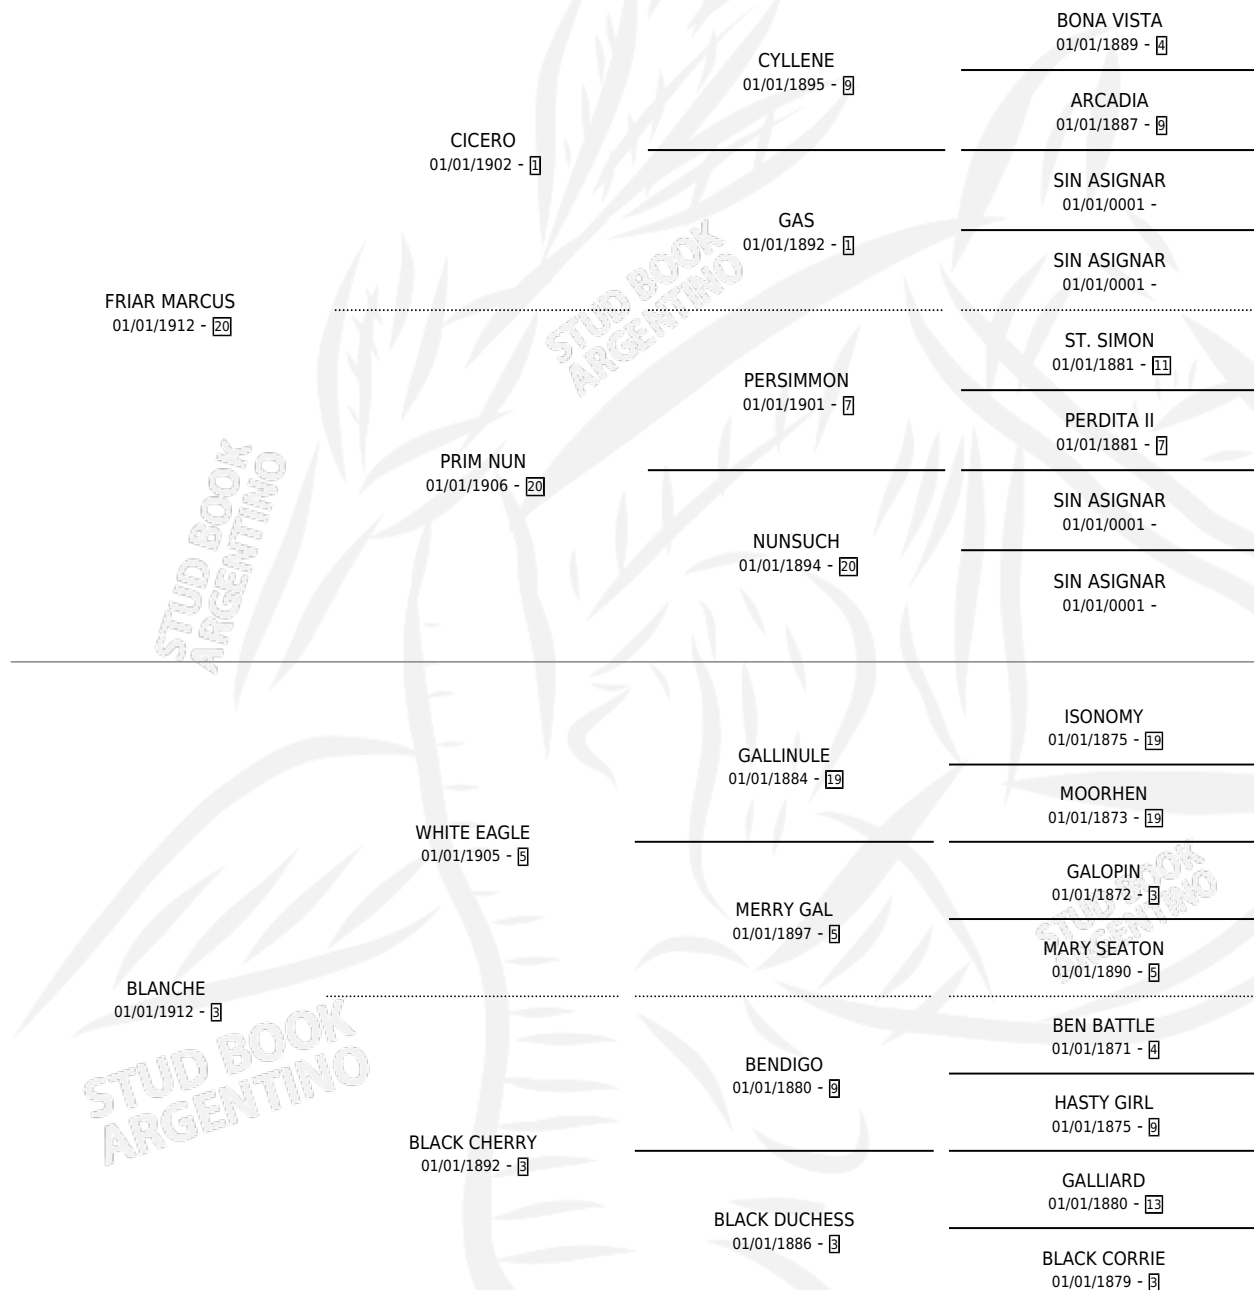 BONA VISTA
01/01/1889 - 4
CYLLENE
01/01/1895 - 9
ARCADIA
01/01/1887 - 9
CICERO
01/01/1902 - 1
SIN ASIGNAR
01/01/0001 -
GAS
01/01/1892 - 1
SIN ASIGNAR
01/01/0001 -
FRIAR MARCUS
01/01/1912 - 20
ST. SIMON
01/01/1881 - 11
PERSIMMON
01/01/1901 - 7
PERDITA II
01/01/1881 - 7
PRIM NUN
01/01/1906 - 20
SIN ASIGNAR
01/01/0001 -
NUNSUCH
01/01/1894 - 20
SIN ASIGNAR
01/01/0001 -
STUD BOOK
ARGENTINO
STUD BOOK
ARGENTINO
ISONOMY
01/01/1875 - 19
GALLINULE
01/01/1884 - 19
MOORHEN
01/01/1873 - 19
WHITE EAGLE
01/01/1905 - 5
GALOPIN
01/01/1872 - 3
MERRY GAL
01/01/1897 - 5
MARY SEATON
01/01/1890 - 5
BLANCHE
01/01/1912 - 3
BEN BATTLE
01/01/1871 - 4
BENDIGO
01/01/1880 - 9
HASTY GIRL
01/01/1875 - 9
BLACK CHERRY
01/01/1892 - 3
GALLIARD
01/01/1880 - 13
BLACK DUCHESS
01/01/1886 - 3
BLACK CORRIE
01/01/1879 - 3
STUD BOOK
ARGENTINO
STUD BOOK
ARGENTINO